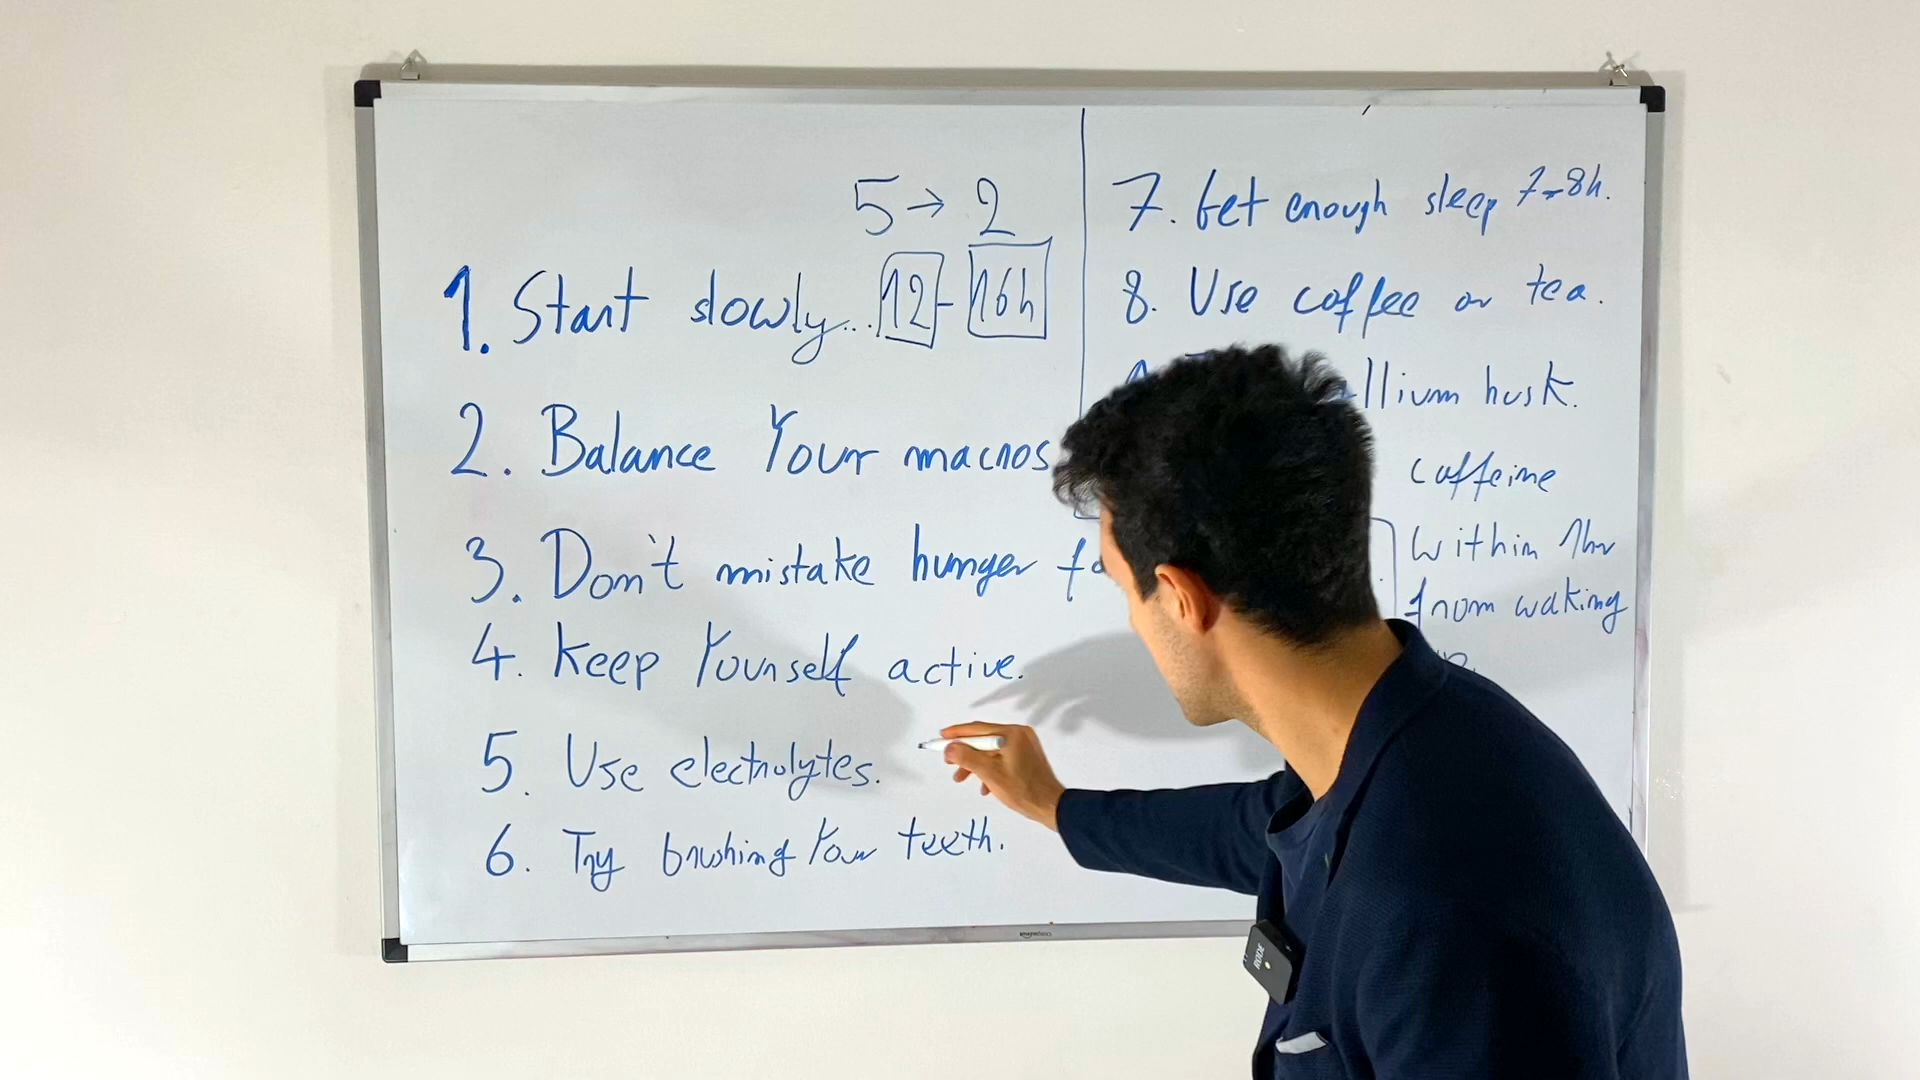 5 → 2
1. Start slowly... 12 - 16h
2. Balance Your macros
3. Don't mistake hunger
4. Keep Yourself active.
5. Use electrolytes.
6. Try brushing Your teeth.
7. Get enough sleep 7-8h.
8. Use coffee or tea.
husk.
caffeine
within 1hr
from waking
RODE